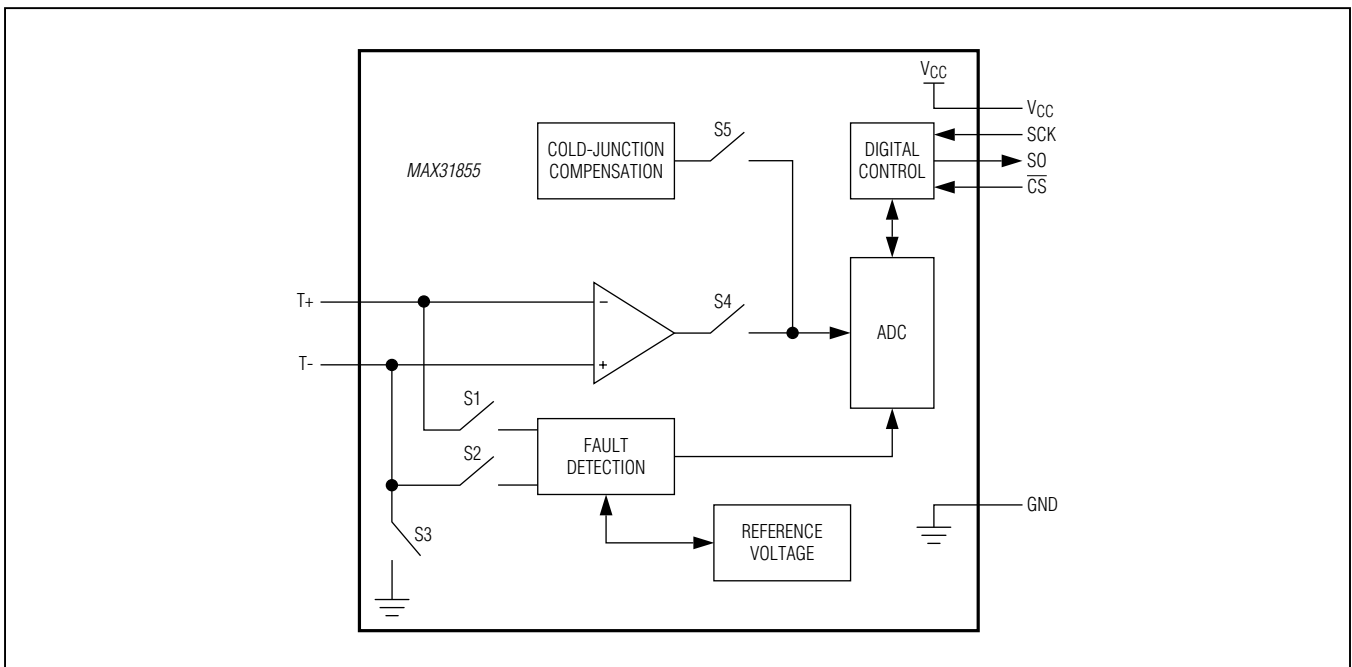 VCC
VCC
SCK
SO
CS
MAX31855
COLD-JUNCTION
COMPENSATION
S5
DIGITAL
CONTROL
T+
T-
−
+
S4
ADC
S1
S2
S3
FAULT
DETECTION
REFERENCE
VOLTAGE
GND